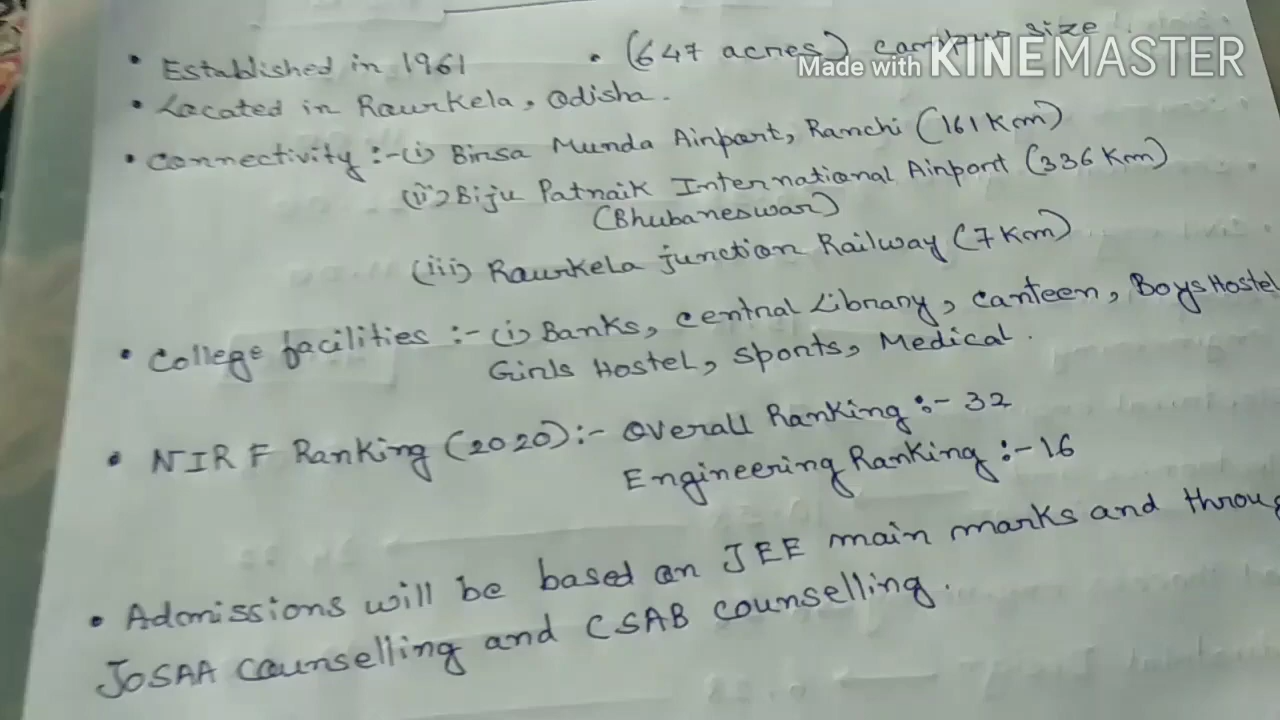 • Established in 1961 • (647 acres) campus size
Made with KINEMASTER
• Located in Rourkela, Odisha.
• Connectivity :- (i) Birsa Munda Airport, Ranchi (161 Km)
(ii) Biju Patnaik International Airport (336 Km)
(Bhubaneswar)
(iii) Rourkela junction Railway (7 Km)
• College facilities :- (i) Banks, central Library, canteen, Boys Hostel
Girls Hostel, sports, Medical.
• NIRF Ranking (2020) :- Overall Ranking :- 32
Engineering Ranking :- 16
• Admissions will be based on JEE main marks and throug
JOSAA counselling and CSAB counselling.